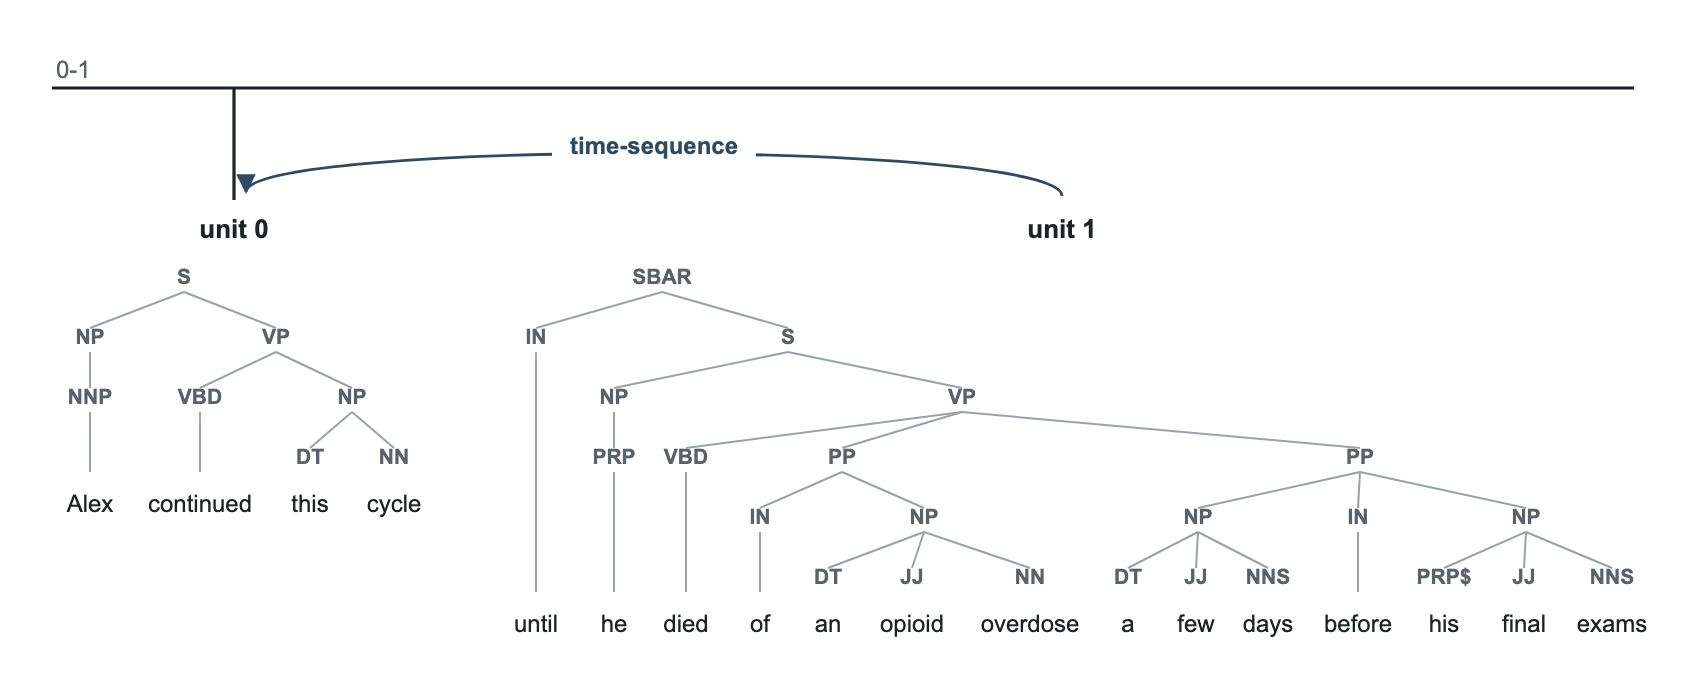 0-1
time-sequence
unit 0 unit 1
S SBAR
NP VP IN S
NNP VBD NP NP VP
DT NN PRP VBD PP PP
Alex continued this cycle IN NP NP IN NP
DT JJ NN DT JJ NNS PRP$ JJ NNS
until he died of an opioid overdose a few days before his final exams